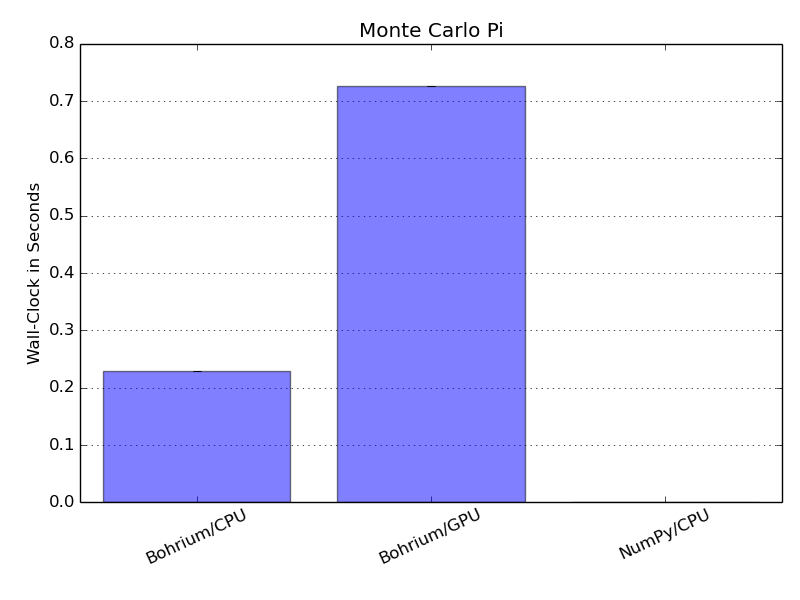 Monte Carlo Pi
Wall-Clock in Seconds
0.8
0.7
0.6
0.5
0.4
0.3
0.2
0.1
0.0
Bohrium/CPU
Bohrium/GPU
NumPy/CPU